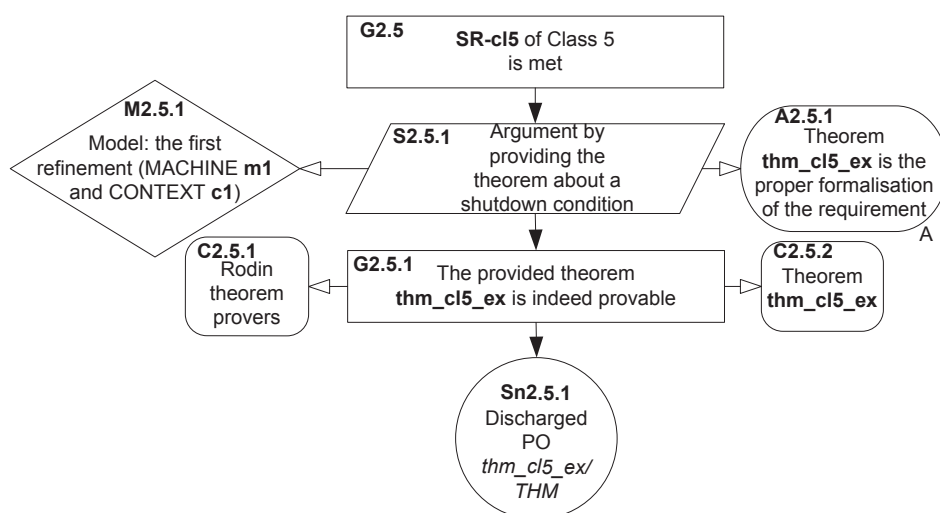 G2.5
SR-cl5 of Class 5
is met
M2.5.1
Model: the first
refinement (MACHINE m1
and CONTEXT c1)
S2.5.1
Argument by
providing the
theorem about a
shutdown condition
A2.5.1
Theorem
thm_cl5_ex is the
proper formalisation
of the requirement
A
C2.5.1
Rodin
theorem
provers
G2.5.1
The provided theorem
thm_cl5_ex is indeed provable
C2.5.2
Theorem
thm_cl5_ex
Sn2.5.1
Discharged
PO
thm_cl5_ex/
THM